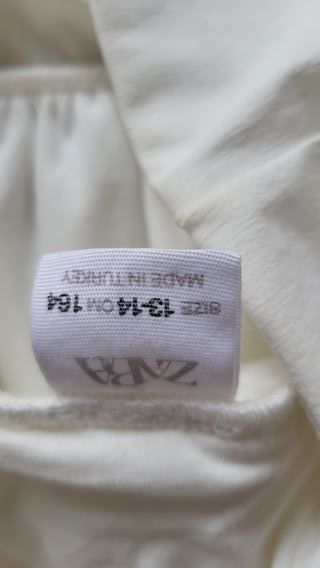 ZARA
SIZE 13-14 CM 164
MADE IN TURKEY